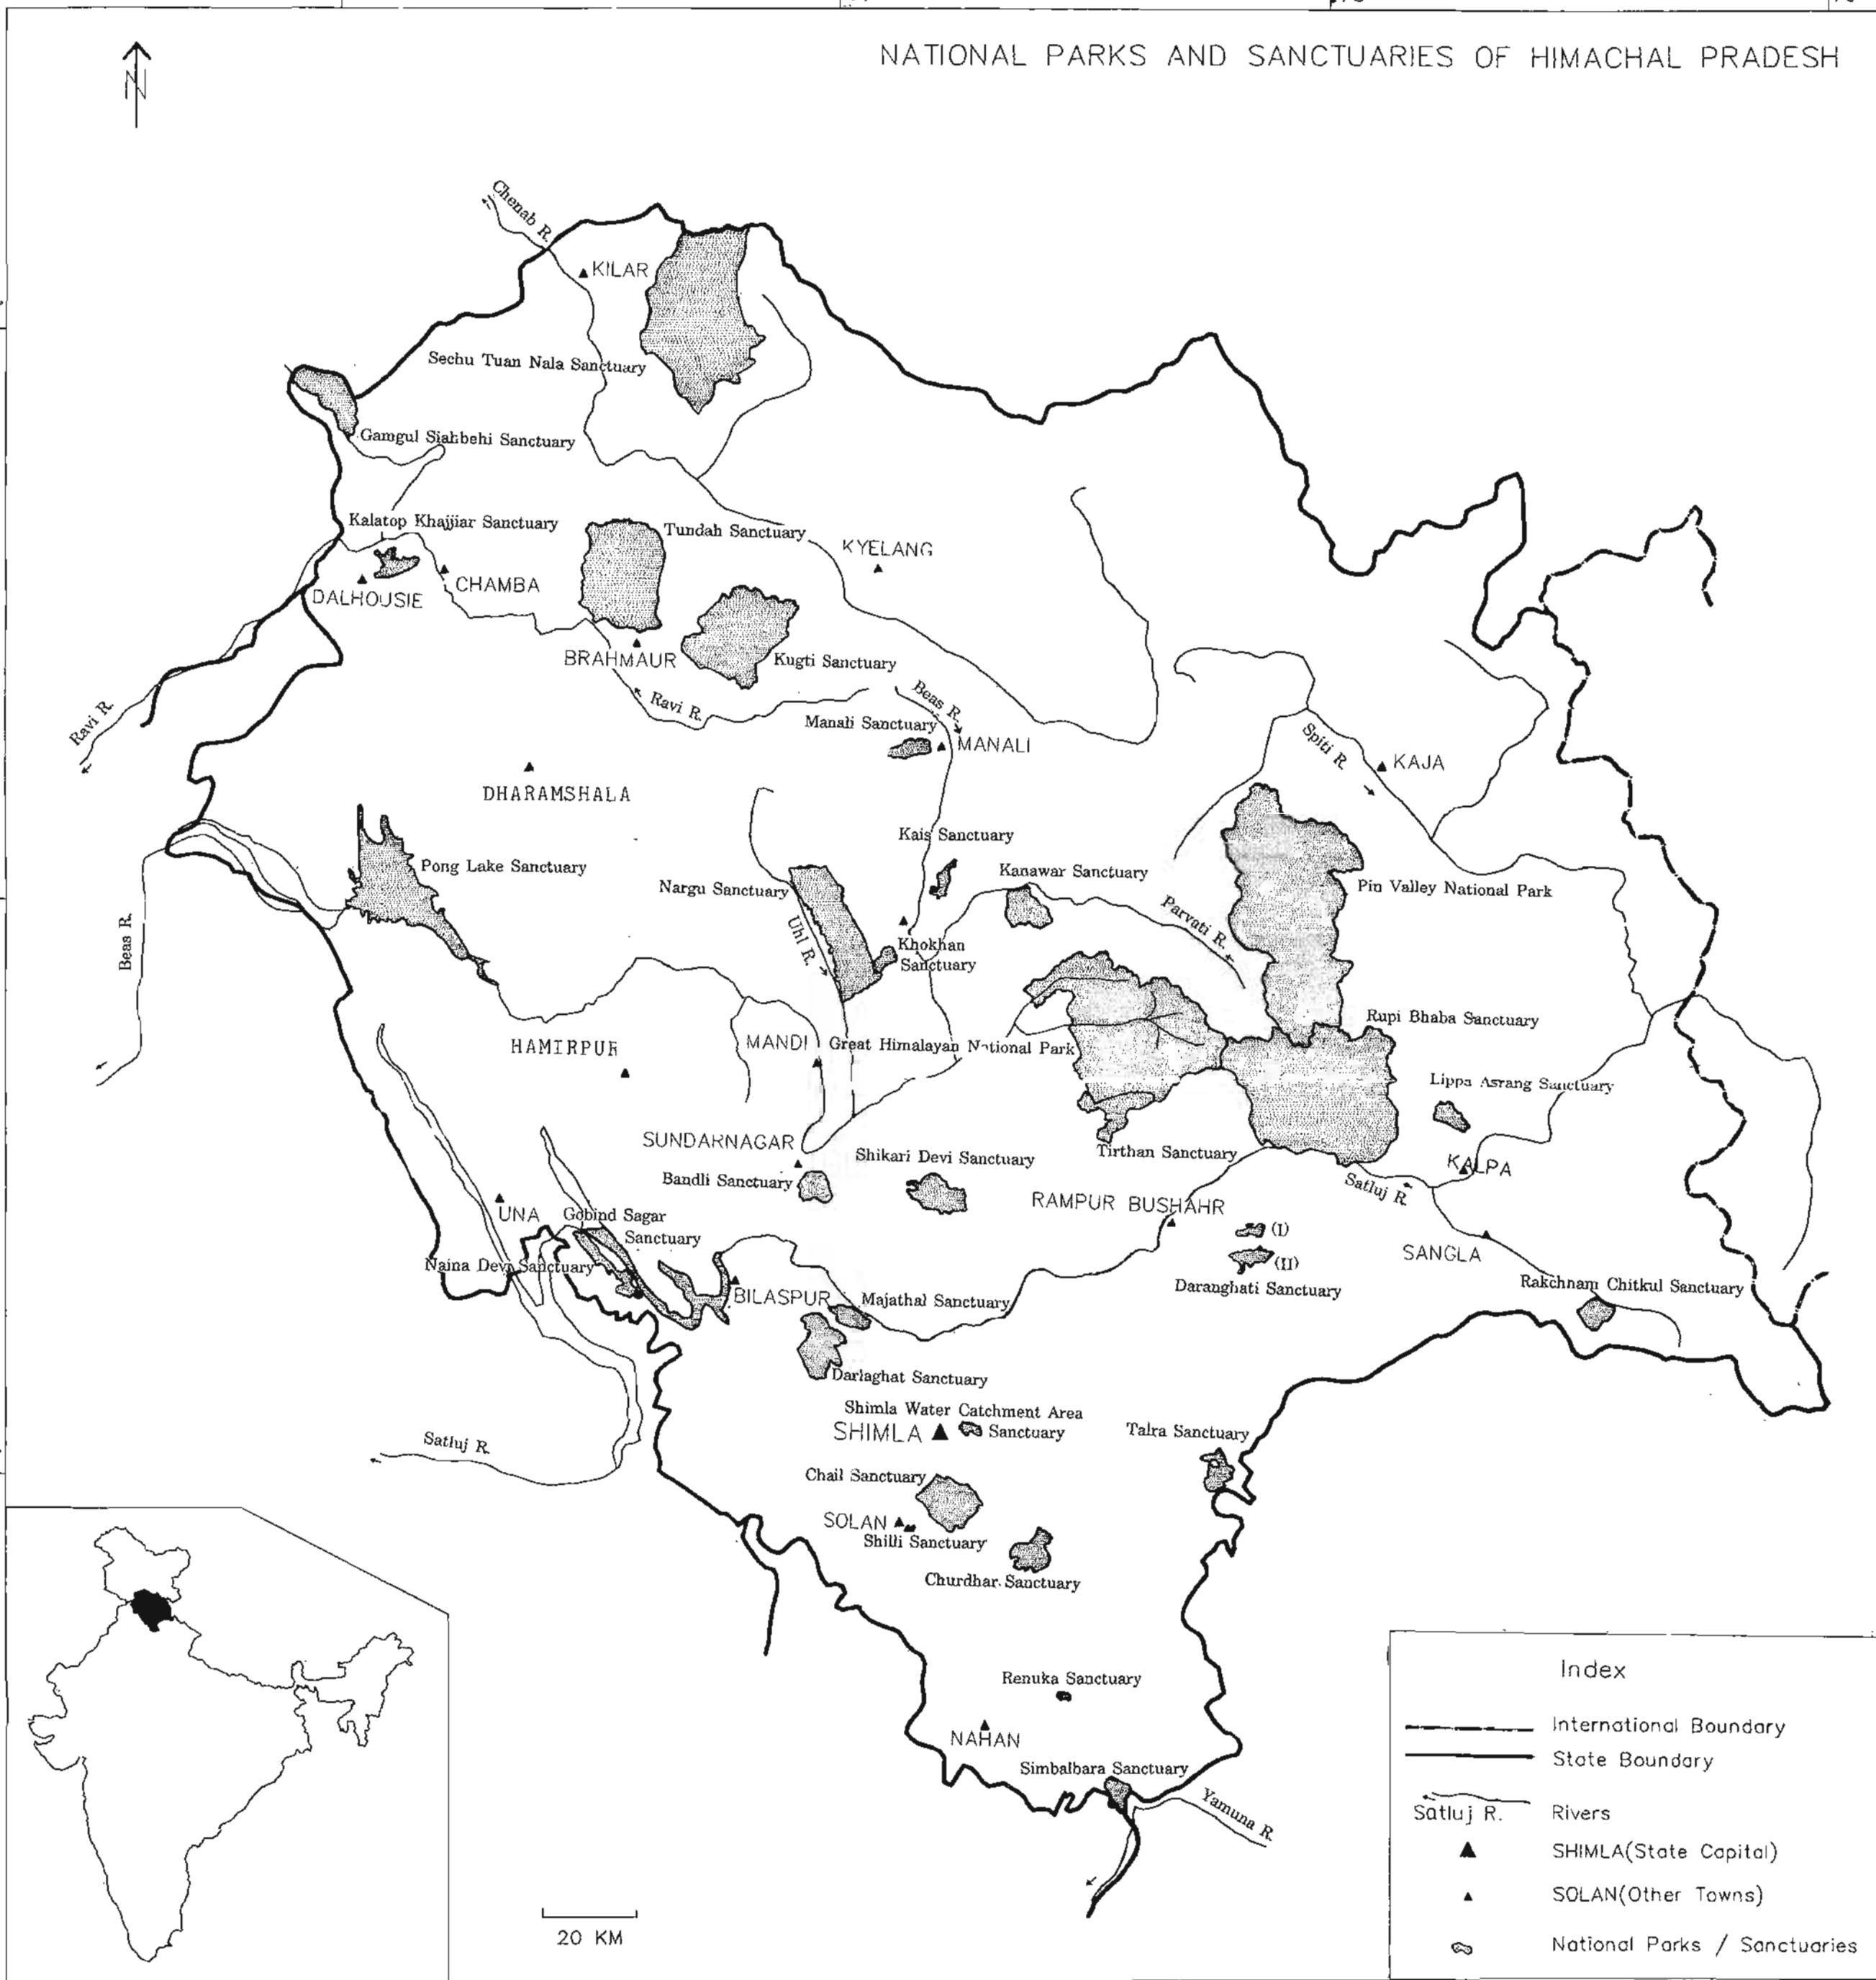 NATIONAL PARKS AND SANCTUARIES OF HIMACHAL PRADESH
N
Chenab R.
KILAR
Sechu Tuan Nala Sanctuary
Gamgul Siahbehi Sanctuary
Kalatop Khajjiar Sanctuary
Tundah Sanctuary
KYELANG
CHAMBA
DALHOUSIE
BRAHMAUR
Kugti Sanctuary
Ravi R.
Ravi R.
Beas R.
Manali Sanctuary
MANALI
Spiti R.
KAJA
DHARAMSHALA
Kais Sanctuary
Pong Lake Sanctuary
Kanawar Sanctuary
Nargu Sanctuary
Pin Valley National Park
Parvati R.
Uhl R.
Beas R.
Khokhan
Sanctuary
Rupi Bhaba Sanctuary
HAMIRPUR
MANDI
Great Himalayan National Park
Lippa Asrang Sanctuary
SUNDARNAGAR
Shikari Devi Sanctuary
Tirthan Sanctuary
KALPA
Bandli Sanctuary
Satluj R.
RAMPUR BUSHAHR
UNA
Gobind Sagar
Sanctuary
(I)
(II)
SANGLA
Naina Devi Sanctuary
Daranghati Sanctuary
Rakchham Chitkul Sanctuary
BILASPUR
Majathal Sanctuary
Darlaghat Sanctuary
Shimla Water Catchment Area
Sanctuary
SHIMLA
Talra Sanctuary
Satluj R.
Chail Sanctuary
SOLAN
Shilli Sanctuary
Churdhar Sanctuary
Renuka Sanctuary
NAHAN
Simbalbara Sanctuary
Yamuna R.
20 KM
Index
International Boundary
State Boundary
Satluj R.
Rivers
SHIMLA(State Capital)
SOLAN(Other Towns)
National Parks / Sanctuaries